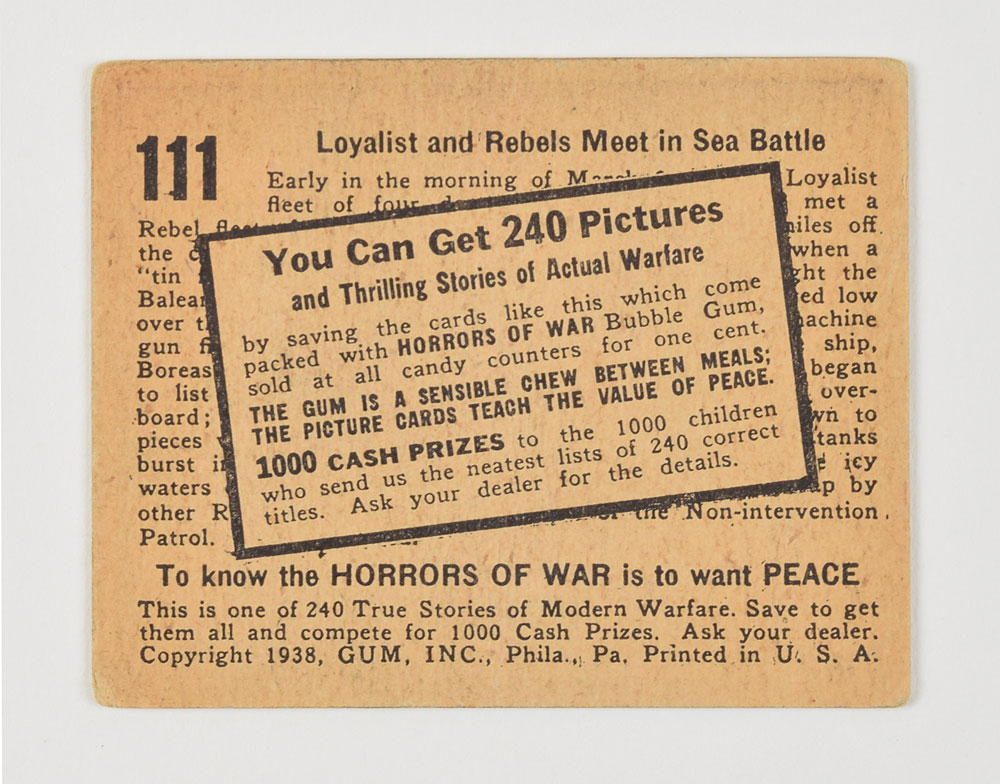 111
Loyalist and Rebels Meet in Sea Battle
Early in the morning of Loyalist
fleet of four met a
Rebel miles off
the when a
"tin the
over low
gun
Boreas ship,
to list began
board; over-
pieces to
burst tanks
waters icy
other by
the Non-intervention
Patrol.
You Can Get 240 Pictures
and Thrilling Stories of Actual Warfare
by saving the cards like this which come
packed with HORRORS OF WAR Bubble Gum,
sold at all candy counters for one cent.
THE GUM IS A SENSIBLE CHEW BETWEEN MEALS;
THE PICTURE CARDS TEACH THE VALUE OF PEACE.
1000 CASH PRIZES to the 1000 children
who send us the neatest lists of 240 correct
titles. Ask your dealer for the details.
To know the HORRORS OF WAR is to want PEACE
This is one of 240 True Stories of Modern Warfare. Save to get
them all and compete for 1000 Cash Prizes. Ask your dealer.
Copyright 1938, GUM, INC., Phila., Pa. Printed in U. S. A.